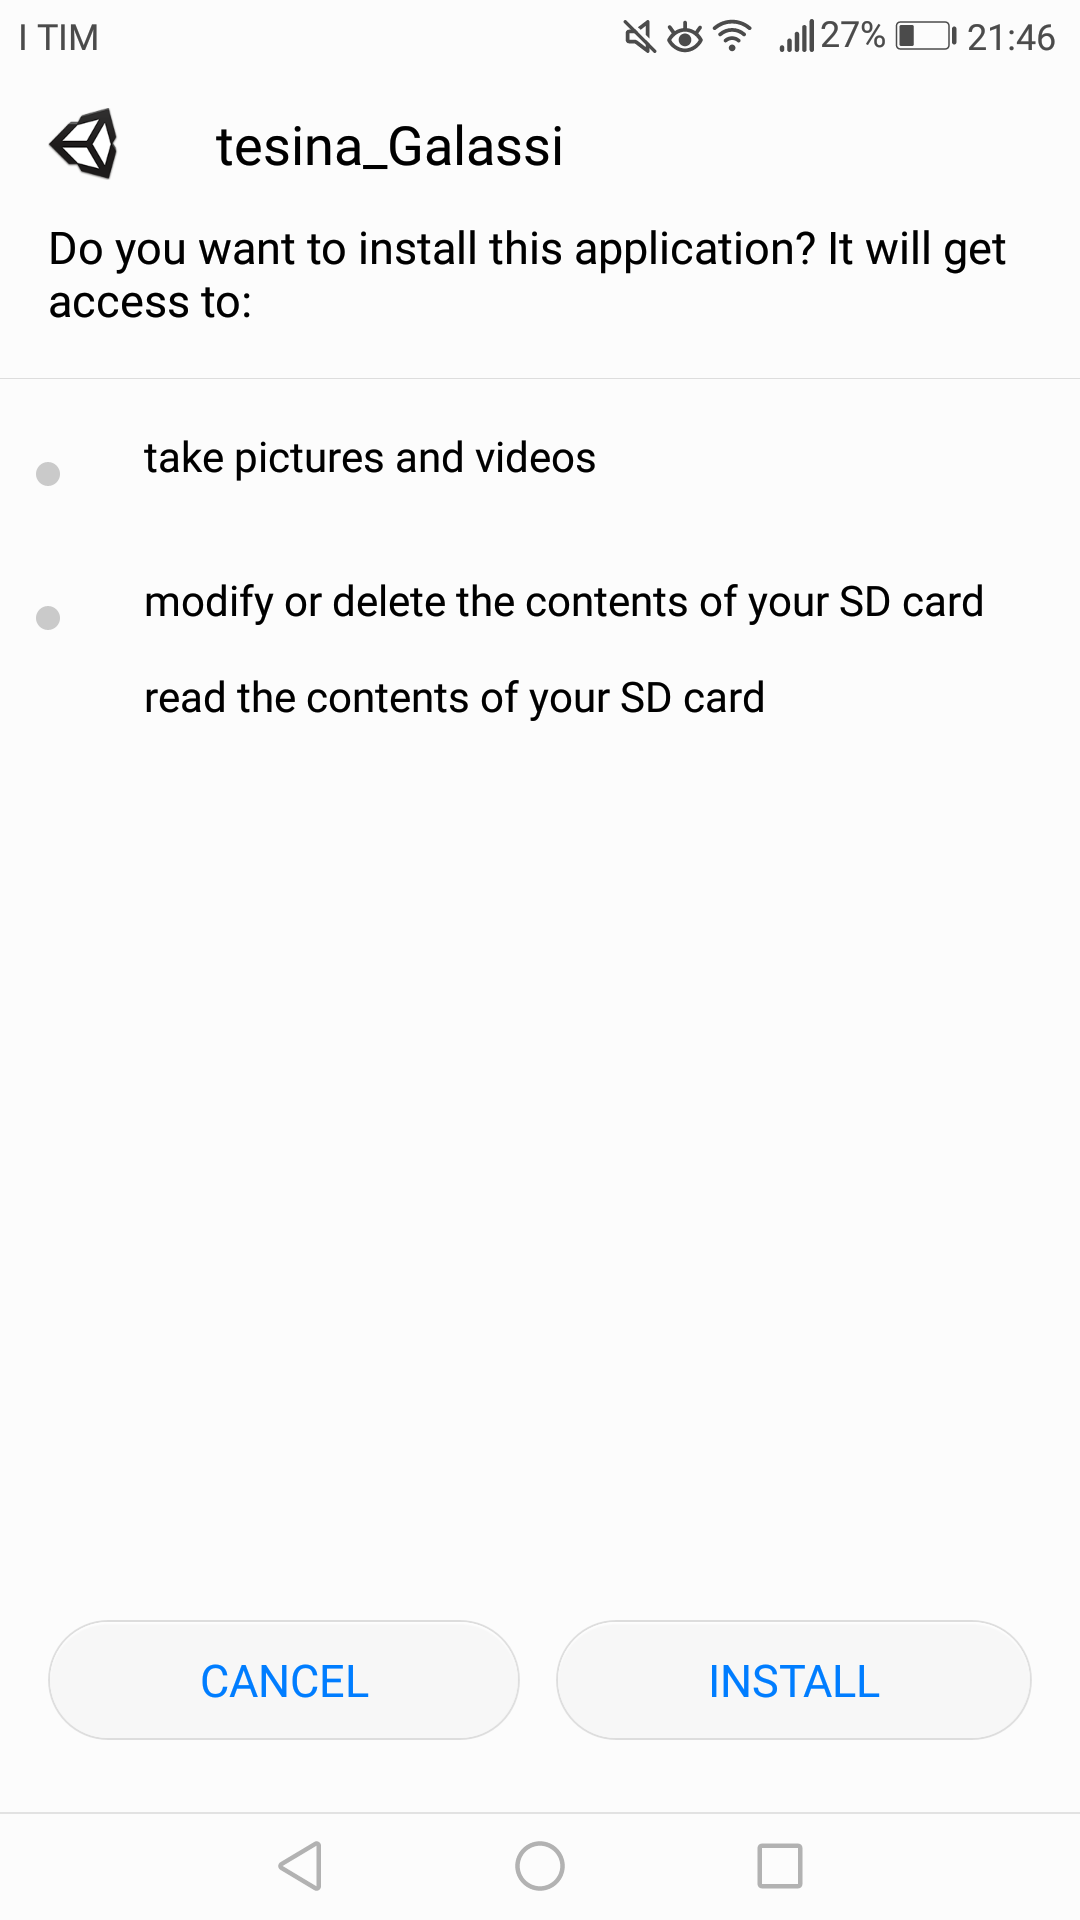 I TIM
27%
21:46
tesina_Galassi
Do you want to install this application? It will get
access to:
take pictures and videos
modify or delete the contents of your SD card
read the contents of your SD card
CANCEL
INSTALL